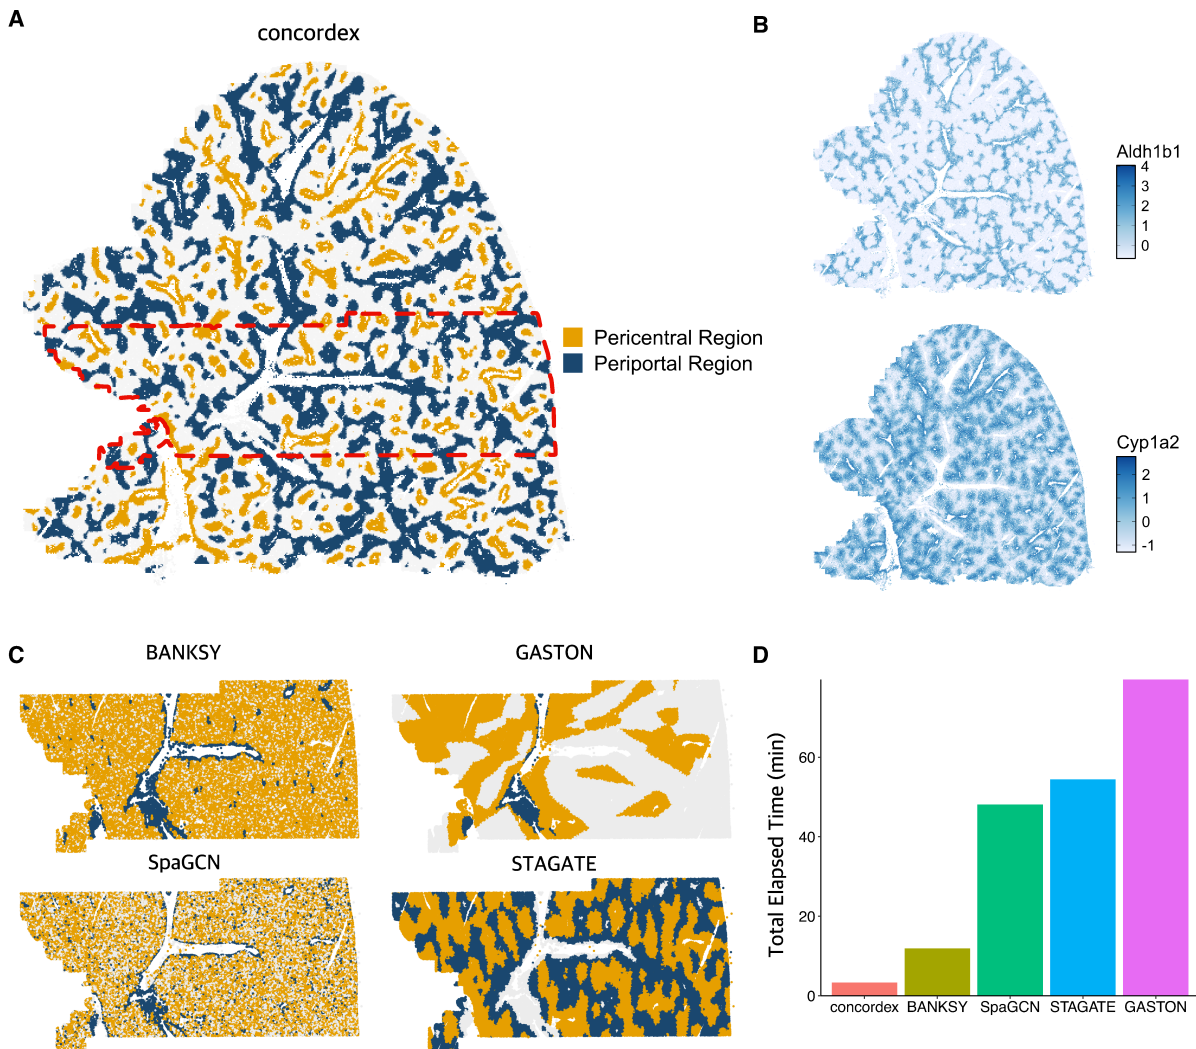 A
concordex
Pericentral Region
Periportal Region
B
Aldh1b1
4
3
2
1
0
Cyp1a2
2
1
0
-1
C
BANKSY
GASTON
SpaGCN
STAGATE
D
Total Elapsed Time (min)
60
40
20
0
concordex BANKSY SpaGCN STAGATE GASTON